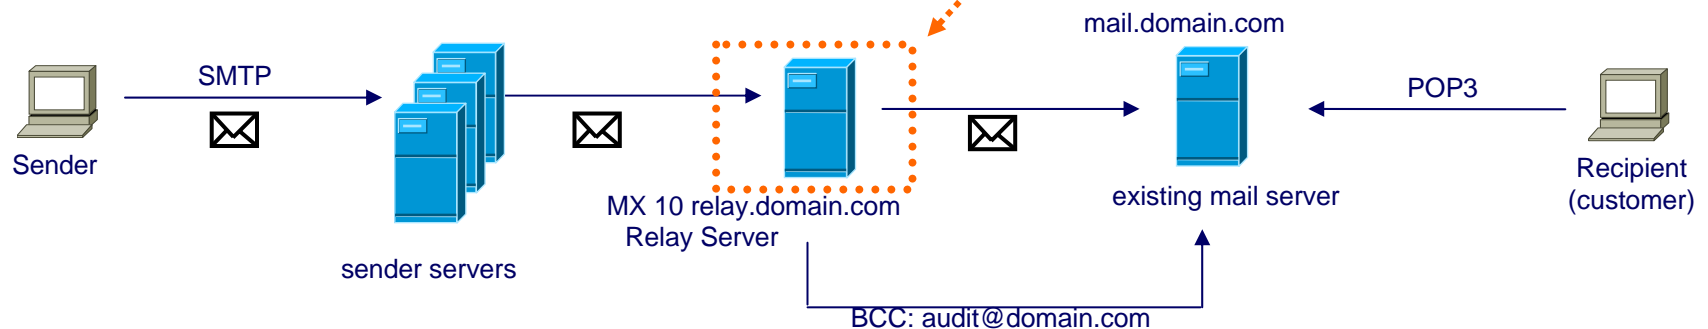 mail.domain.com
SMTP
POP3
Sender
Recipient
(customer)
existing mail server
MX 10 relay.domain.com
Relay Server
sender servers
BCC: audit@domain.com